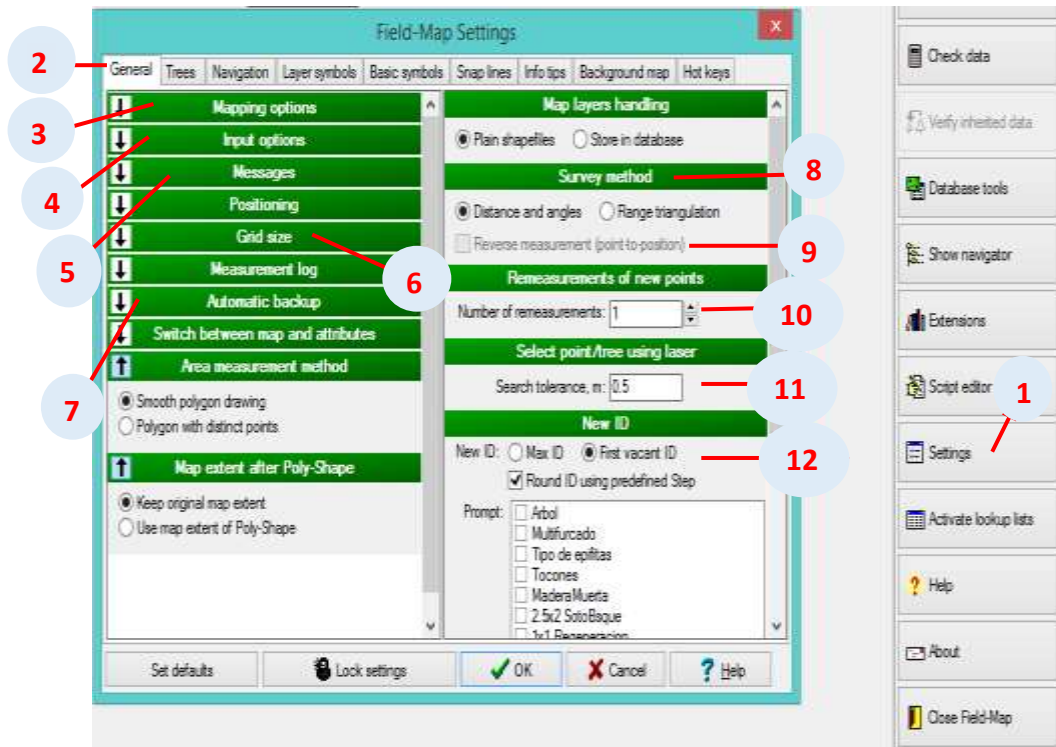 Field-Map Settings
x
General Trees Navigation Layer symbols Basic symbols Snap lines Info tips Background map Hot keys
Mapping options
Input options
Messages
Positioning
Grid size
Measurement log
Automatic backup
Switch between map and attributes
Area measurement method
Smooth polygon drawing
Polygon with distinct points
Map extent after Poly-Shape
Keep original map extent
Use map extent of Poly-Shape
Map layers handling
Plain shapefiles Store in database
Survey method
Distance and angles Range triangulation
Reverse measurement (point-to-position)
Remeasurements of new points
Number of remeasurements: 1
Select point/tree using laser
Search tolerance, m: 0.5
New ID
New ID: Max ID First vacant ID
Round ID using predefined Step
Prompt: Arbol
Multifurcado
Tipo de epifitas
Tocones
MaderaMuerta
2.5x2 SotoBsque
1x1 Regeneracion
Set defaults Lock settings OK Cancel ? Help
Check data
Verify inherited data
Database tools
Show navigator
Extensions
Script editor
Settings
Activate lookup lists
? Help
About
Close Field-Map
1
2
3
4
5
6
7
8
9
10
11
12